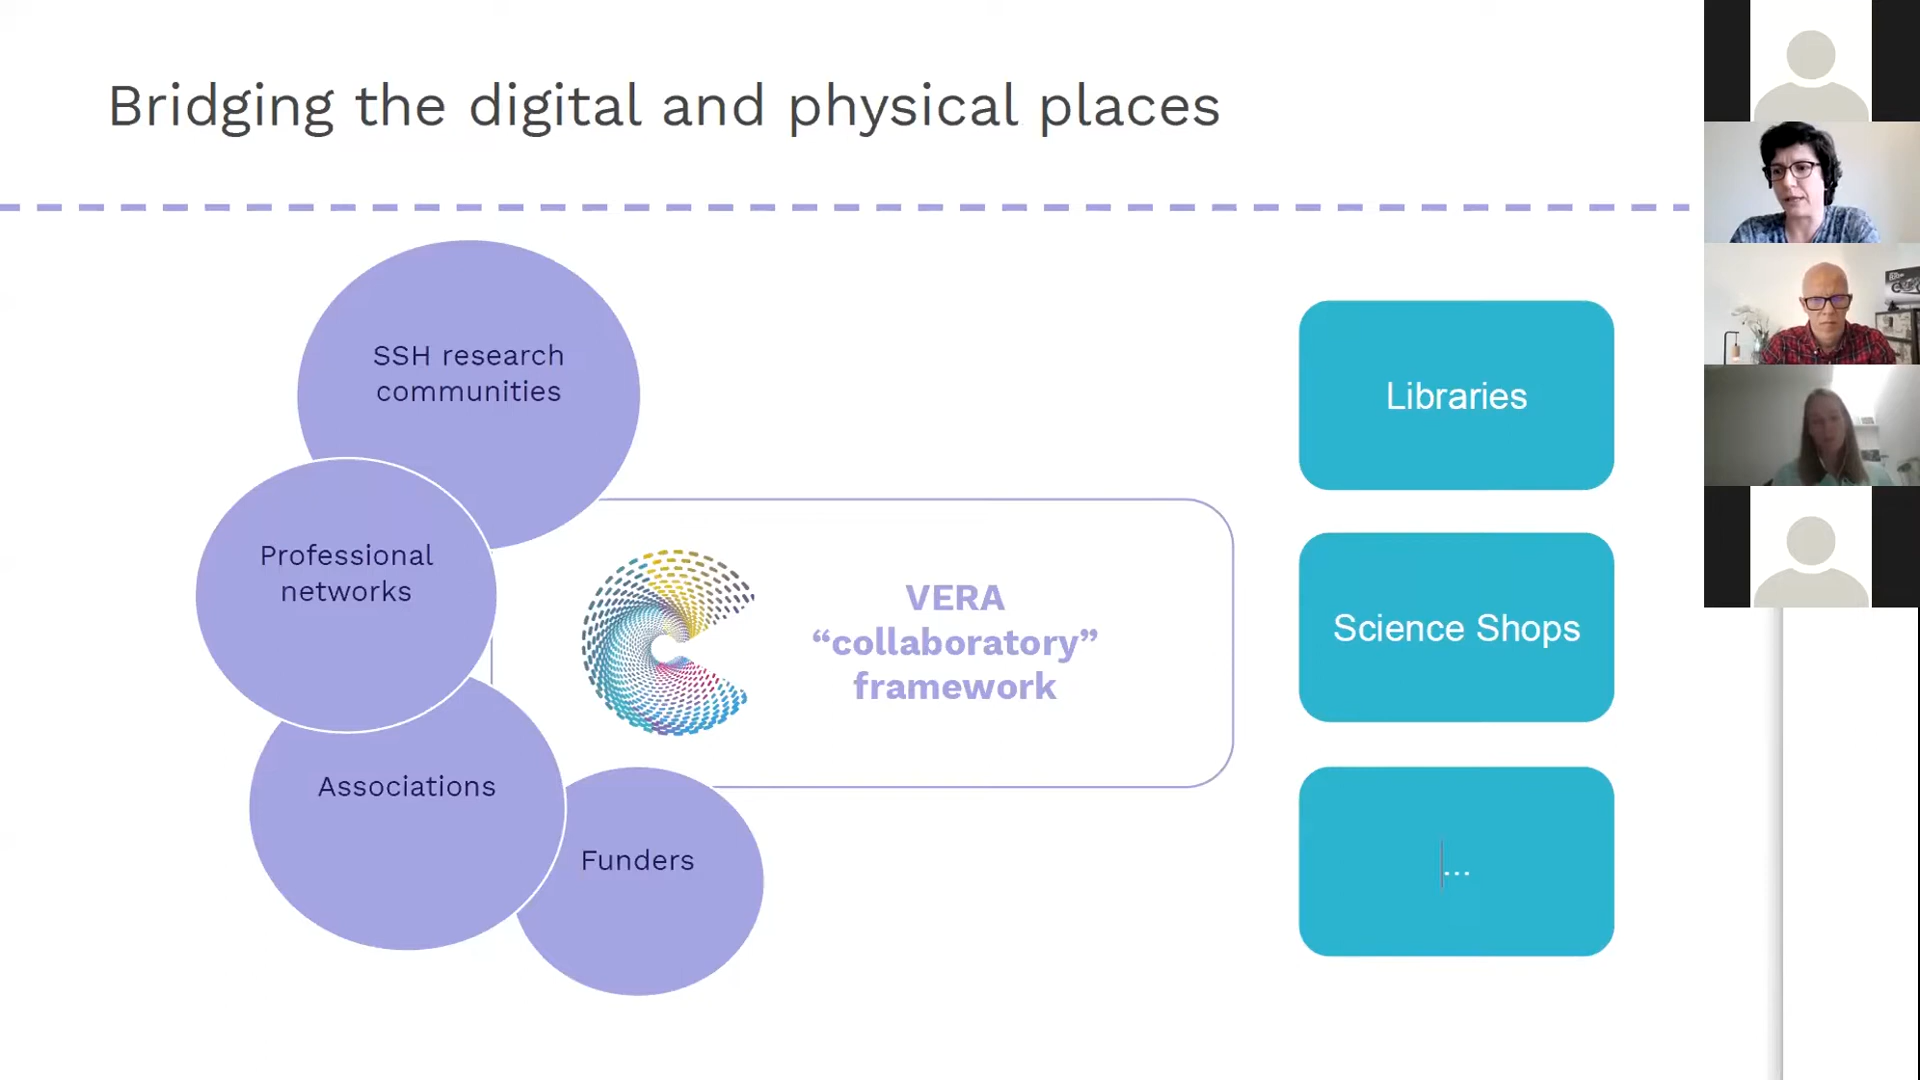 Bridging the digital and physical places
SSH research
communities
Professional
networks
Associations
Funders
VERA
“collaboratory”
framework
Libraries
Science Shops
...